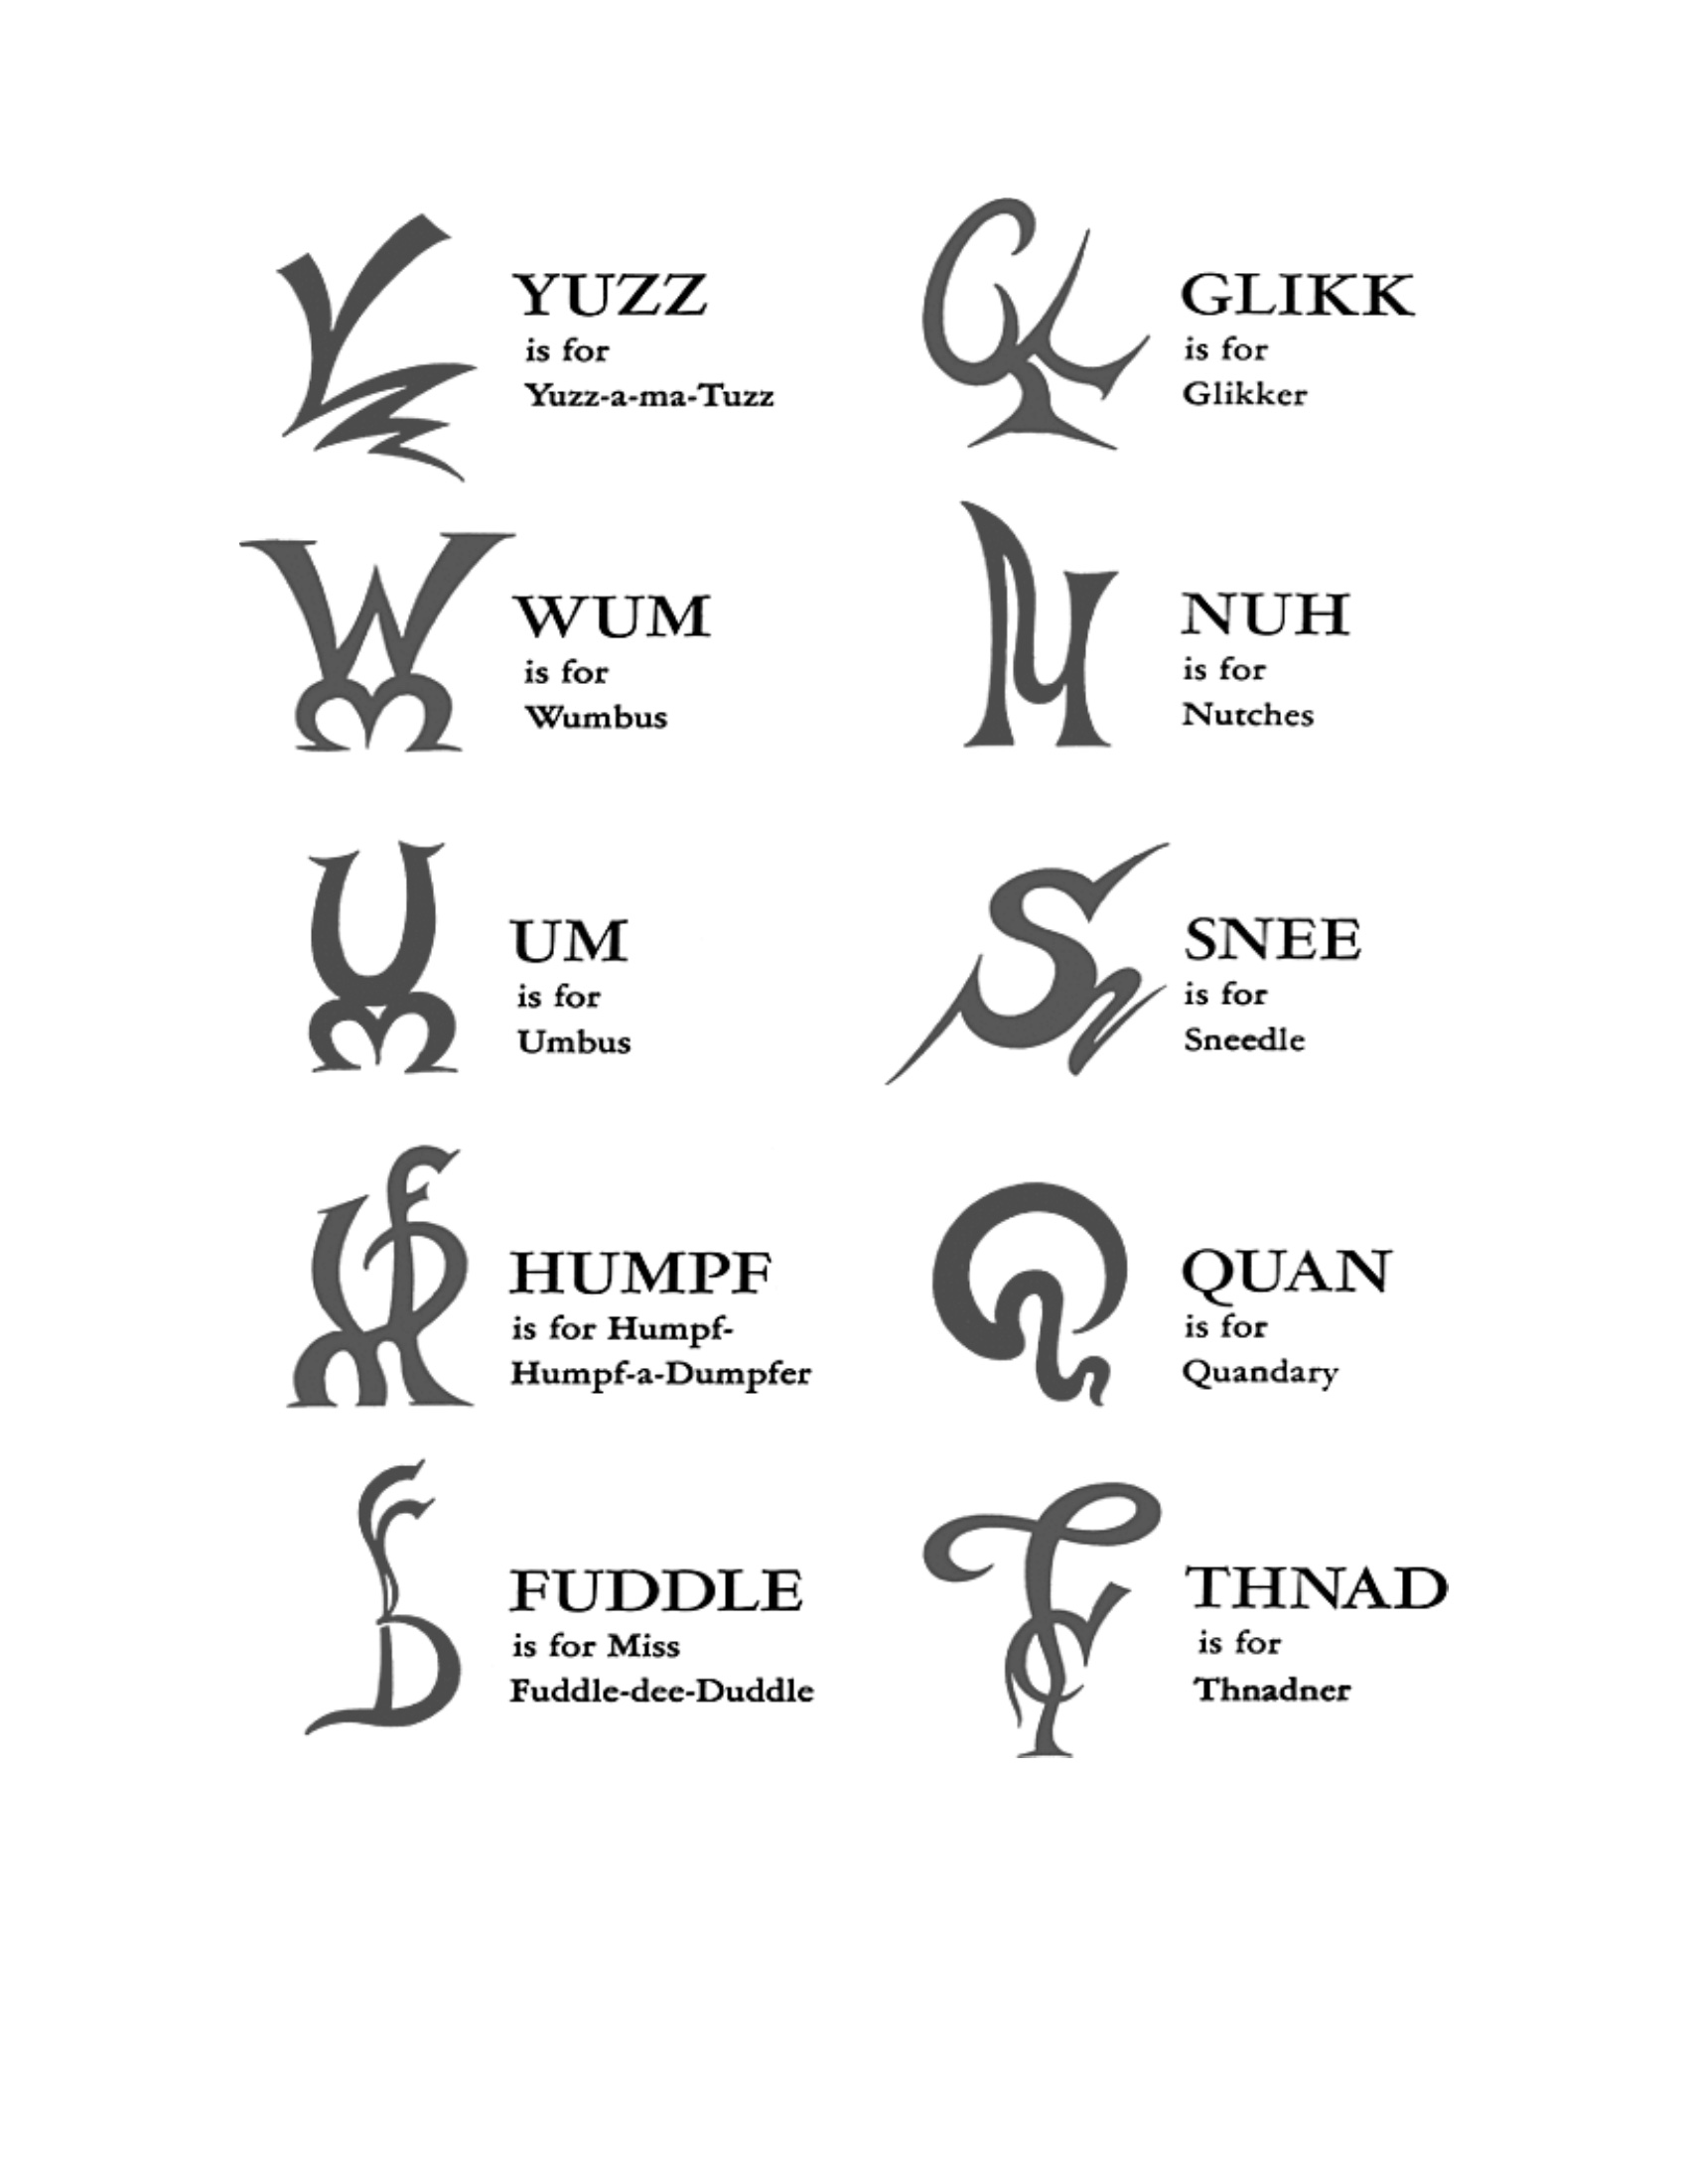 YUZZ
is for
Yuzz-a-ma-Tuzz
WUM
is for
Wumbus
UM
is for
Umbus
HUMPF
is for Humpf-
Humpf-a-Dumpfer
FUDDLE
is for Miss
Fuddle-dee-Duddle
GLIKK
is for
Glikker
NUH
is for
Nutches
SNEE
is for
Sneedle
QUAN
is for
Quandary
THNAD
is for
Thnadner